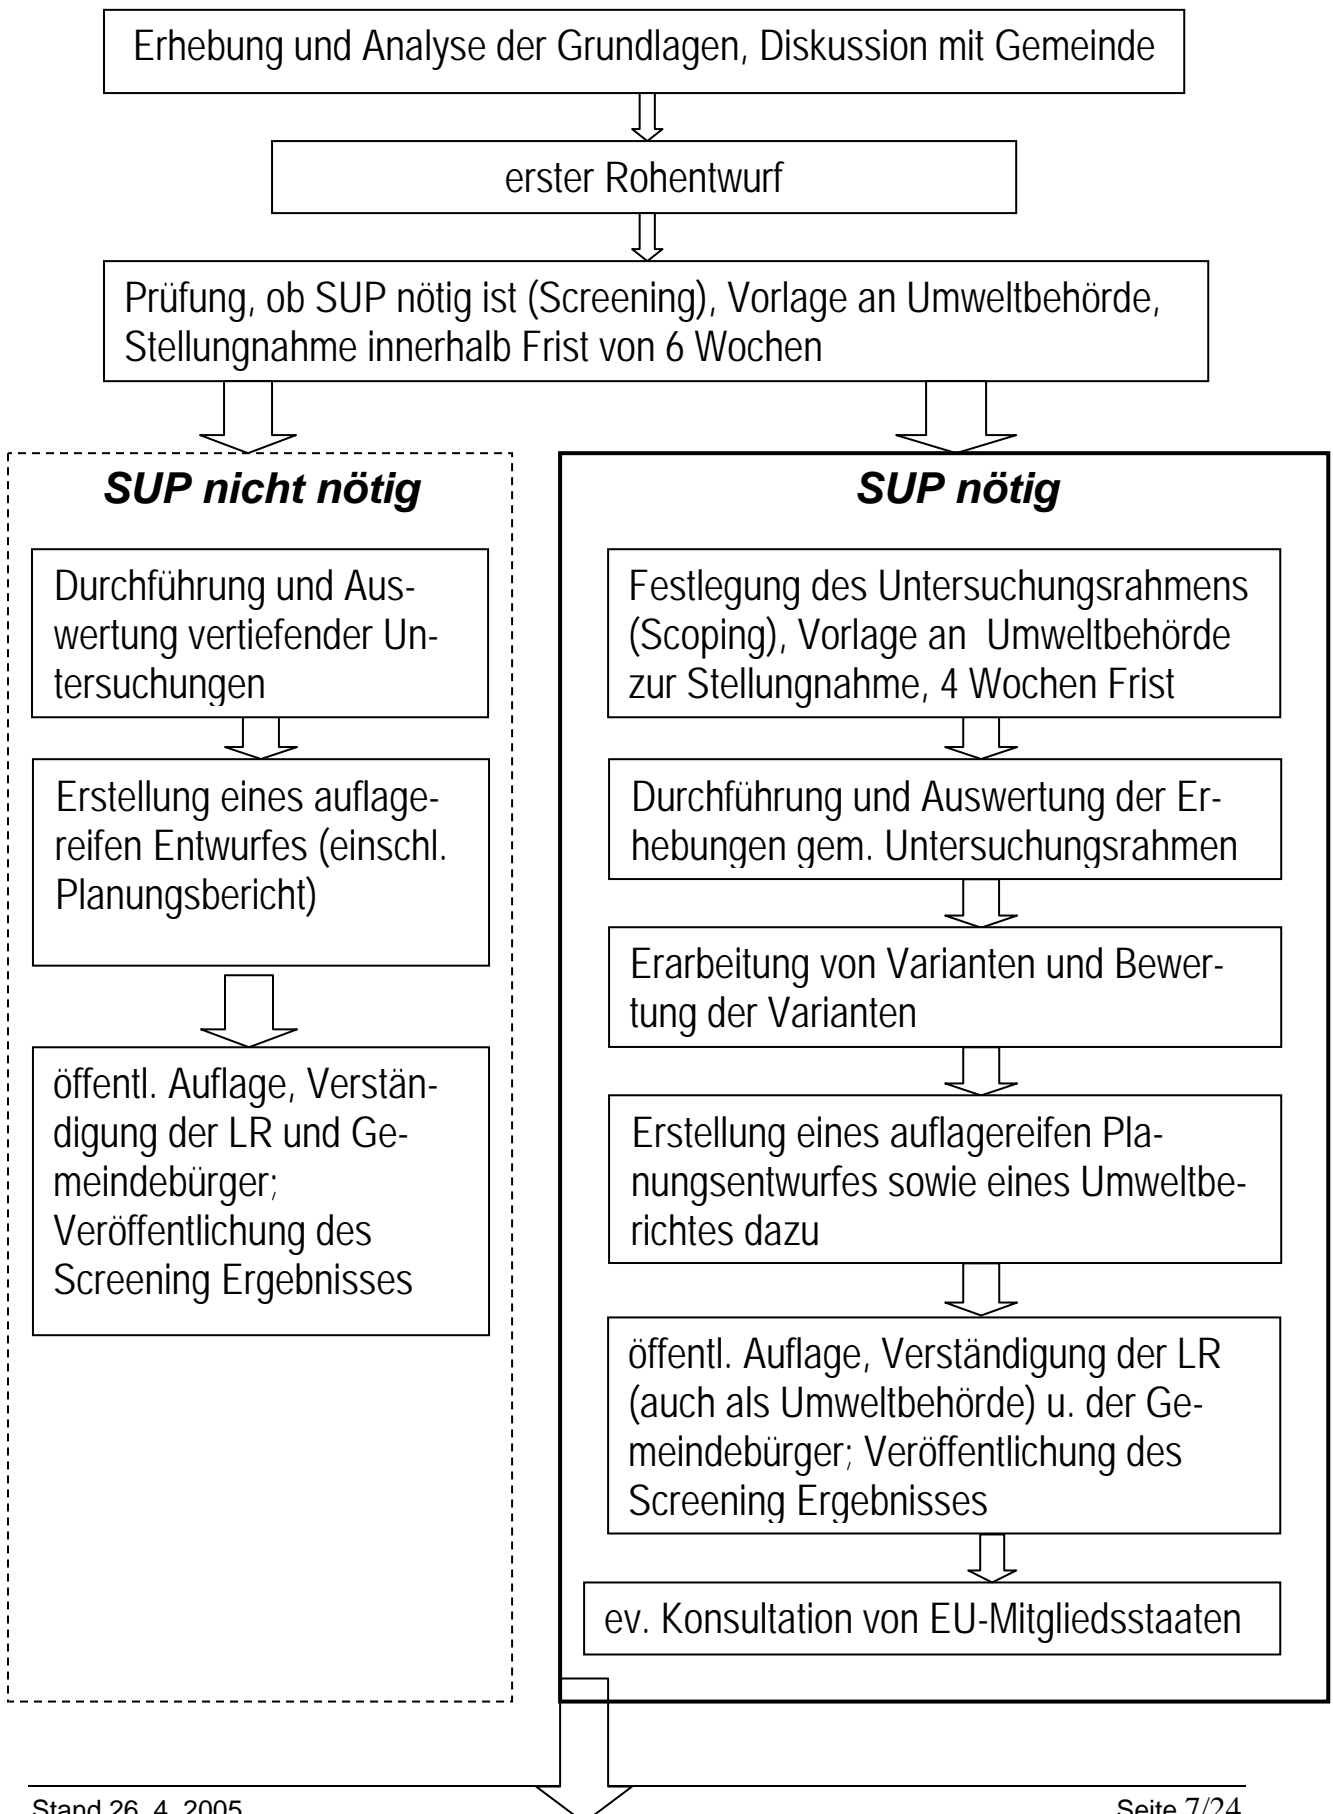 Erhebung und Analyse der Grundlagen, Diskussion mit Gemeinde
erster Rohentwurf
Prüfung, ob SUP nötig ist (Screening), Vorlage an Umweltbehörde,
Stellungnahme innerhalb Frist von 6 Wochen
SUP nicht nötig
Durchführung und Aus-
wertung vertiefender Un-
tersuchungen
Erstellung eines auflage-
reifen Entwurfes (einschl.
Planungsbericht)
öffentl. Auflage, Verstän-
digung der LR und Ge-
meindebürger;
Veröffentlichung des
Screening Ergebnisses
SUP nötig
Festlegung des Untersuchungsrahmens
(Scoping), Vorlage an Umweltbehörde
zur Stellungnahme, 4 Wochen Frist
Durchführung und Auswertung der Er-
hebungen gem. Untersuchungsrahmen
Erarbeitung von Varianten und Bewer-
tung der Varianten
Erstellung eines auflagereifen Pla-
nungsentwurfes sowie eines Umweltbe-
richtes dazu
öffentl. Auflage, Verständigung der LR
(auch als Umweltbehörde) u. der Ge-
meindebürger; Veröffentlichung des
Screening Ergebnisses
ev. Konsultation von EU-Mitgliedsstaaten
Stand 26. 4. 2005
Seite 7/24